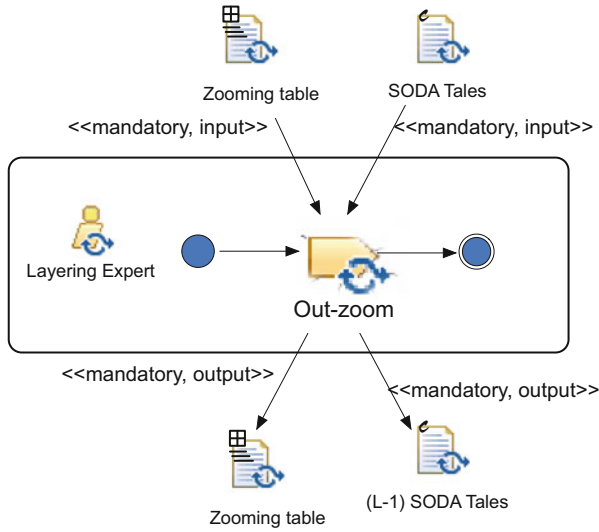 Zooming table
SODA Tales
<<mandatory, input>>
<<mandatory, input>>
Layering Expert
Out-zoom
<<mandatory, output>>
<<mandatory, output>>
Zooming table
(L-1) SODA Tales